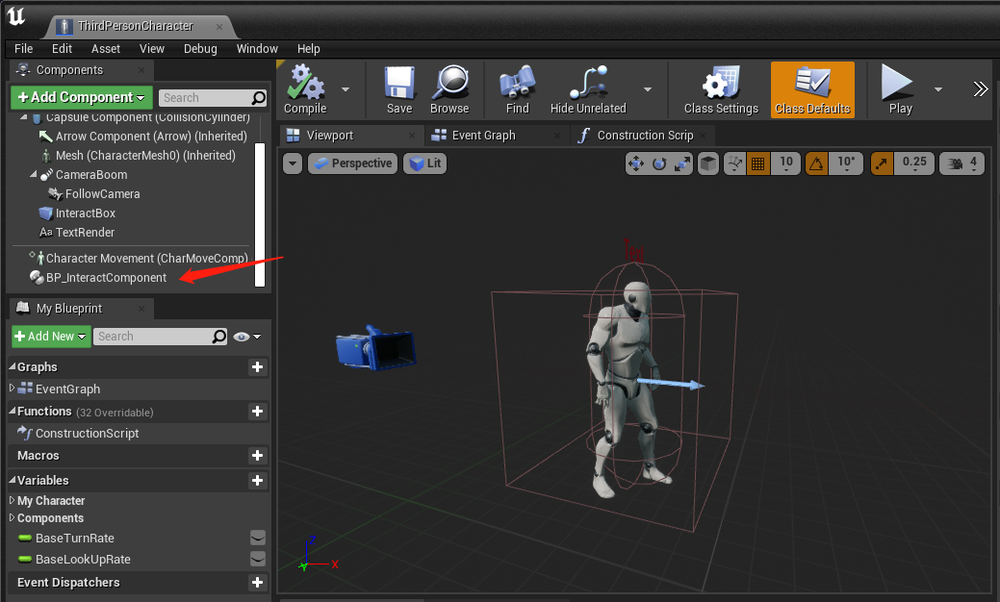 ThirdPersonCharacter
File Edit Asset View Debug Window Help
Components
+ Add Component
Search
Compile
Save
Browse
Find
Hide Unrelated
Class Settings
Class Defaults
Play
Capsule Component (CollisionCylinder)
Arrow Component (Arrow) (Inherited)
Mesh (CharacterMesh0) (Inherited)
CameraBoom
FollowCamera
InteractBox
Aa TextRender
Character Movement (CharMoveComp)
BP_InteractComponent
Viewport
Event Graph
Construction Scrip
Perspective
Lit
10
10°
0.25
4
My Blueprint
+ Add New
Search
Graphs
EventGraph
Functions (32 Overridable)
ConstructionScript
Macros
Variables
My Character
Components
BaseTurnRate
BaseLookUpRate
Event Dispatchers
X